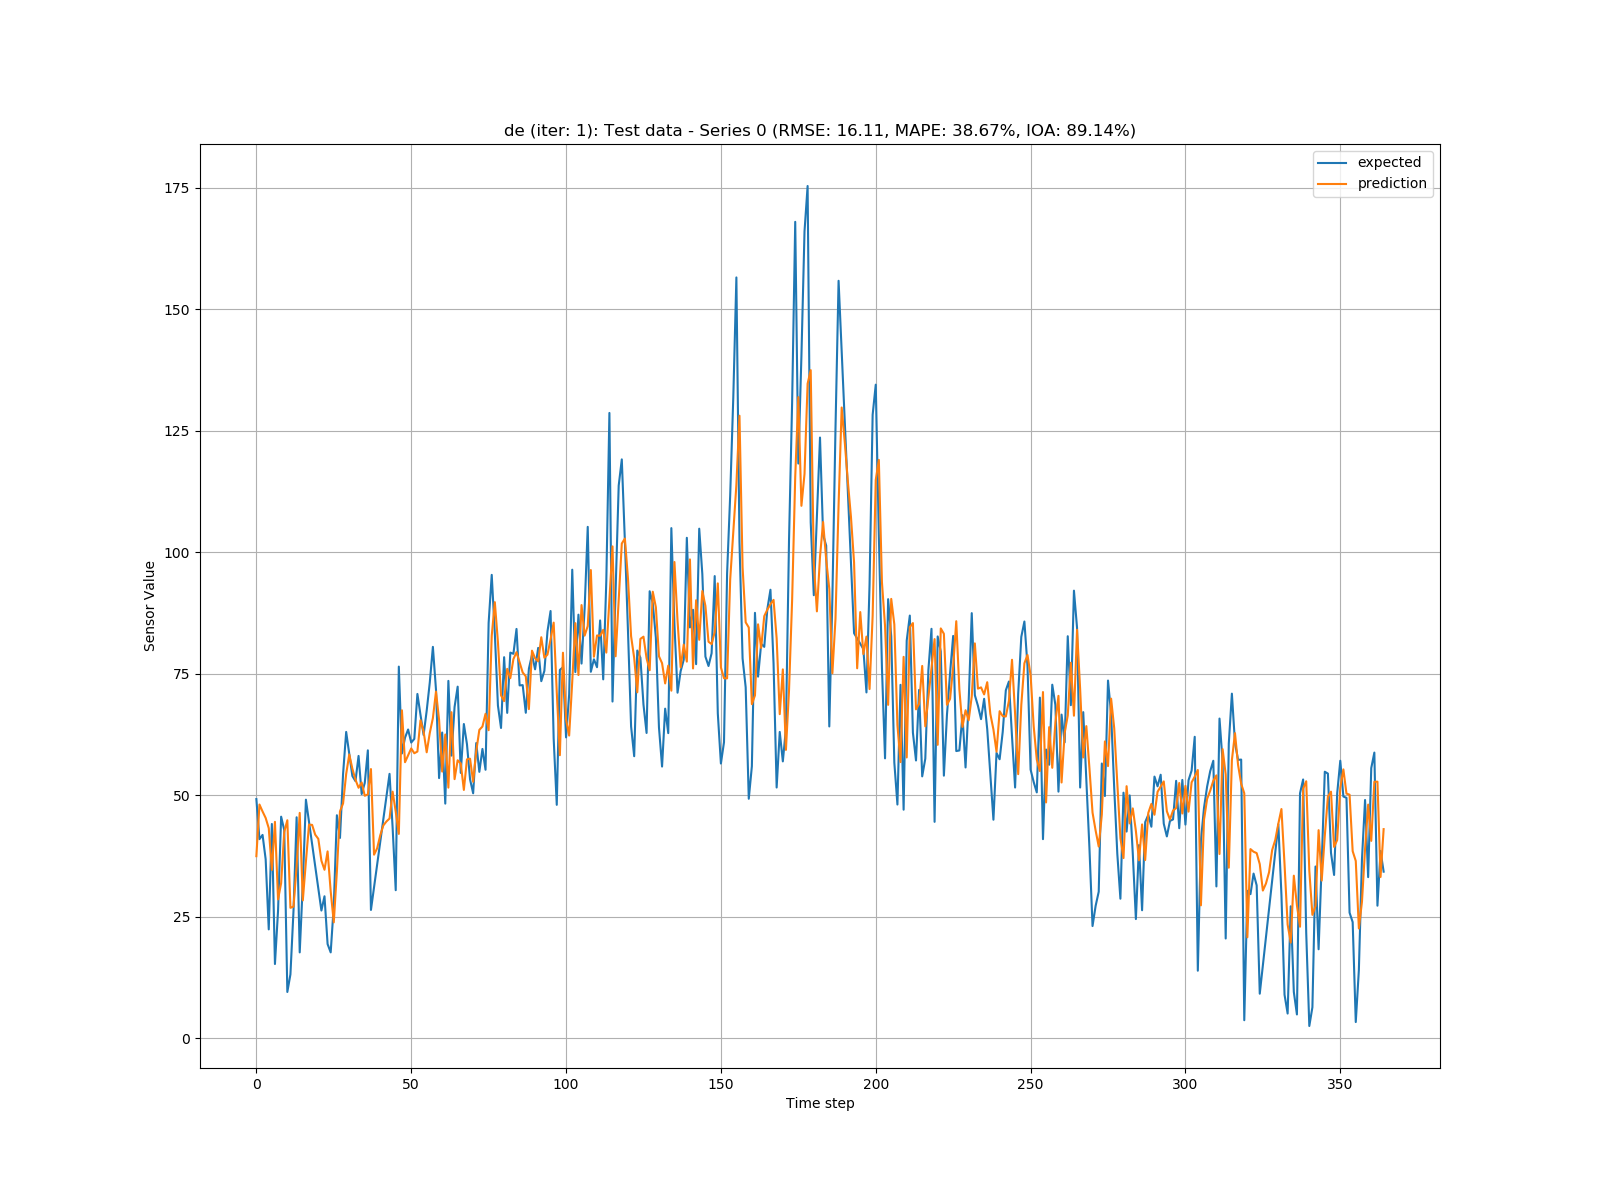 de (iter: 1): Test data - Series 0 (RMSE: 16.11, MAPE: 38.67%, IOA: 89.14%)
expected
prediction
175
150
125
100
75
50
25
0
Sensor Value
0 50 100 150 200 250 300 350
Time step